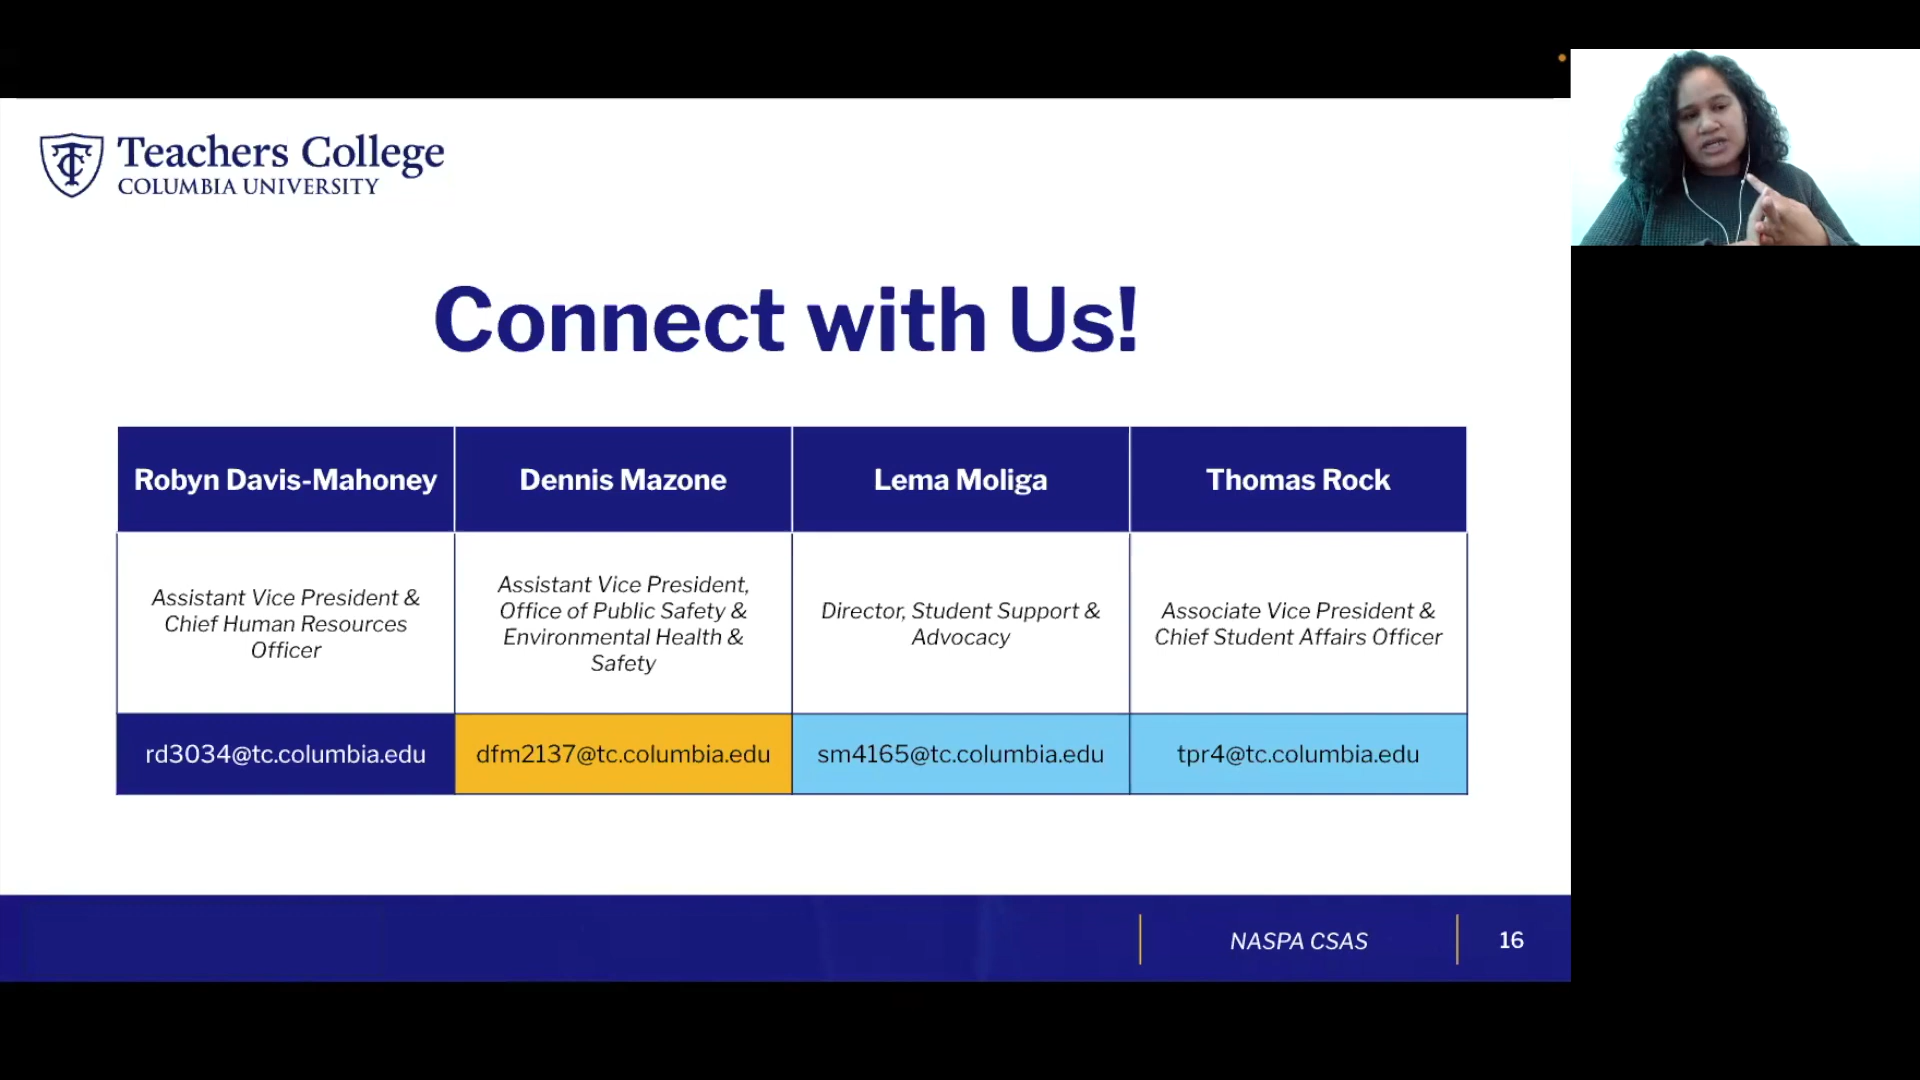 Teachers College
COLUMBIA UNIVERSITY
Connect with Us!
Robyn Davis-Mahoney
Dennis Mazone
Lema Moliga
Thomas Rock
Assistant Vice President &
Chief Human Resources
Officer
Assistant Vice President,
Office of Public Safety &
Environmental Health &
Safety
Director, Student Support &
Advocacy
Associate Vice President &
Chief Student Affairs Officer
rd3034@tc.columbia.edu
dfm2137@tc.columbia.edu
sm4165@tc.columbia.edu
tpr4@tc.columbia.edu
NASPA CSAS
16